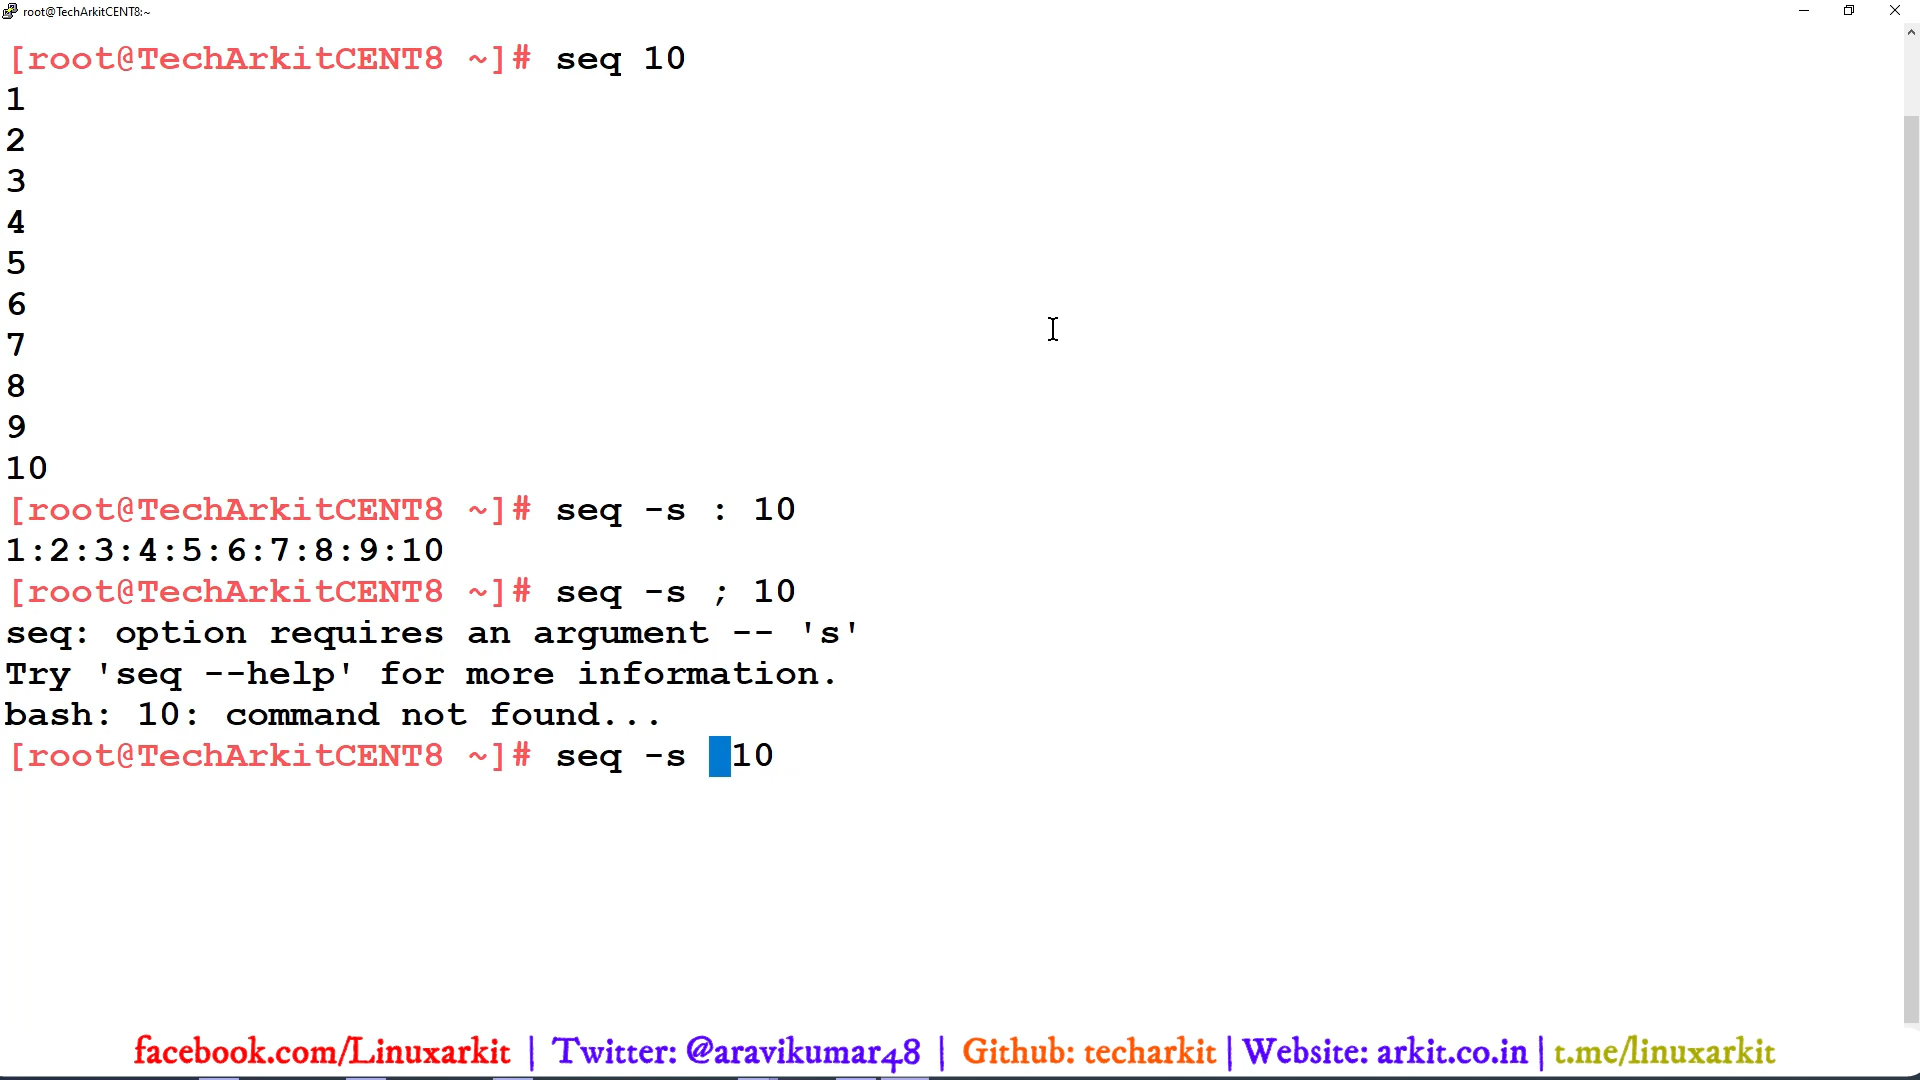 root@TechArkitCENT8:~
[root@TechArkitCENT8 ~]# seq 10
1
2
3
4
5
6
7
8
9
10
[root@TechArkitCENT8 ~]# seq -s : 10
1:2:3:4:5:6:7:8:9:10
[root@TechArkitCENT8 ~]# seq -s ; 10
seq: option requires an argument -- 's'
Try 'seq --help' for more information.
bash: 10: command not found...
[root@TechArkitCENT8 ~]# seq -s  10
facebook.com/Linuxarkit | Twitter: @aravikumar48 | Github: techarkit | Website: arkit.co.in | t.me/linuxarkit